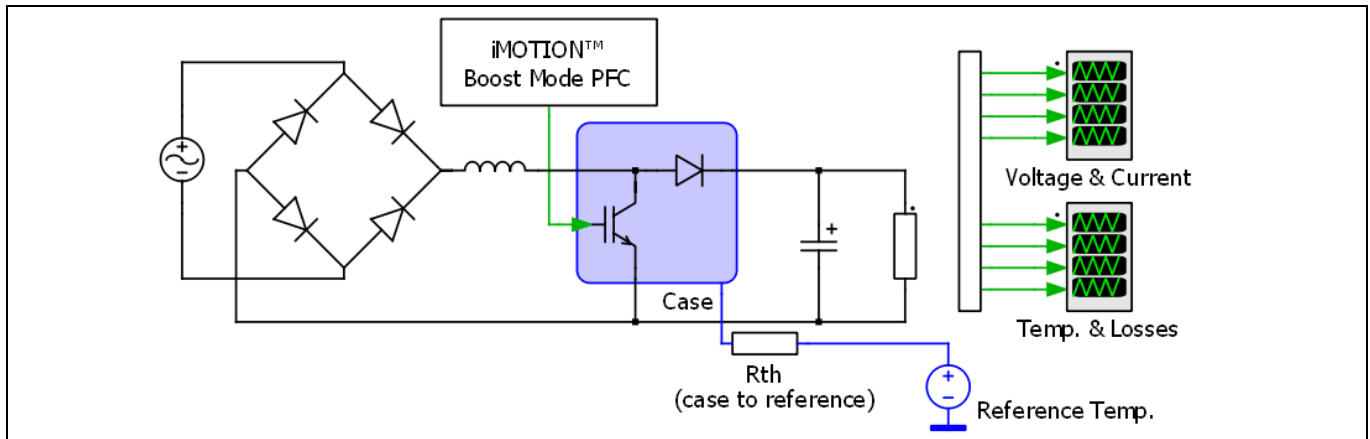 iMOTION™
Boost Mode PFC
Voltage & Current
Case
Temp. & Losses
Rth
(case to reference)
Reference Temp.